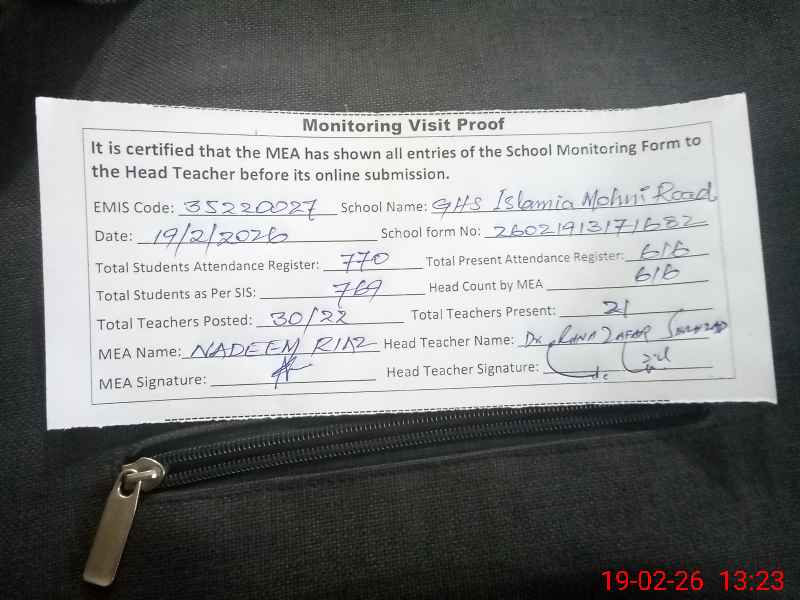 Monitoring Visit Proof
It is certified that the MEA has shown all entries of the School Monitoring Form to
the Head Teacher before its online submission.
EMIS Code: 35220027 School Name: GHS Islamia Mohni Road
Date: 19/2/2026 School form No: 26021913171682
Total Students Attendance Register: 770 Total Present Attendance Register: 616
Total Students as Per SIS: 769 Head Count by MEA 616
Total Teachers Posted: 30/22 Total Teachers Present: 21
MEA Name: NADEEM RIAZ Head Teacher Name: Dr RANA ZAFAR
MEA Signature: Head Teacher Signature:
19-02-26 13:23